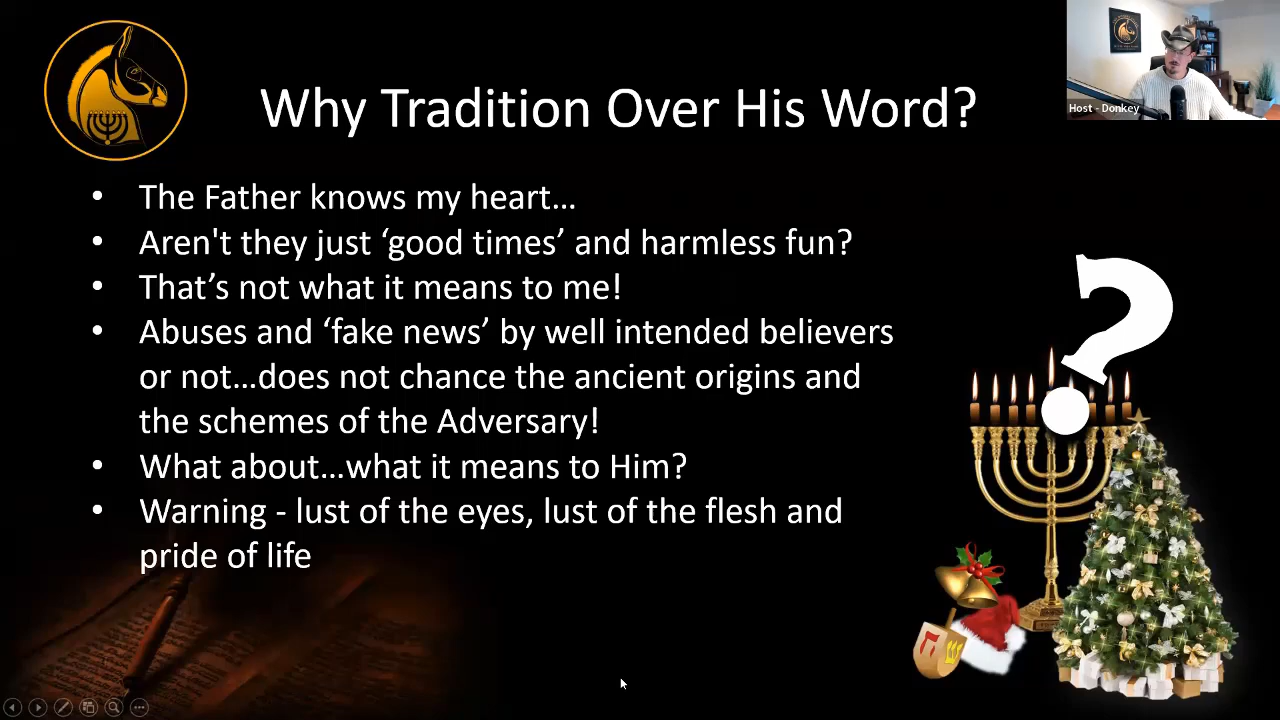 Why Tradition Over His Word?
Host - Donkey
• The Father knows my heart…
• Aren't they just ‘good times’ and harmless fun?
• That’s not what it means to me!
• Abuses and ‘fake news’ by well intended believers
or not…does not chance the ancient origins and
the schemes of the Adversary!
• What about…what it means to Him?
• Warning - lust of the eyes, lust of the flesh and
pride of life
ה ש